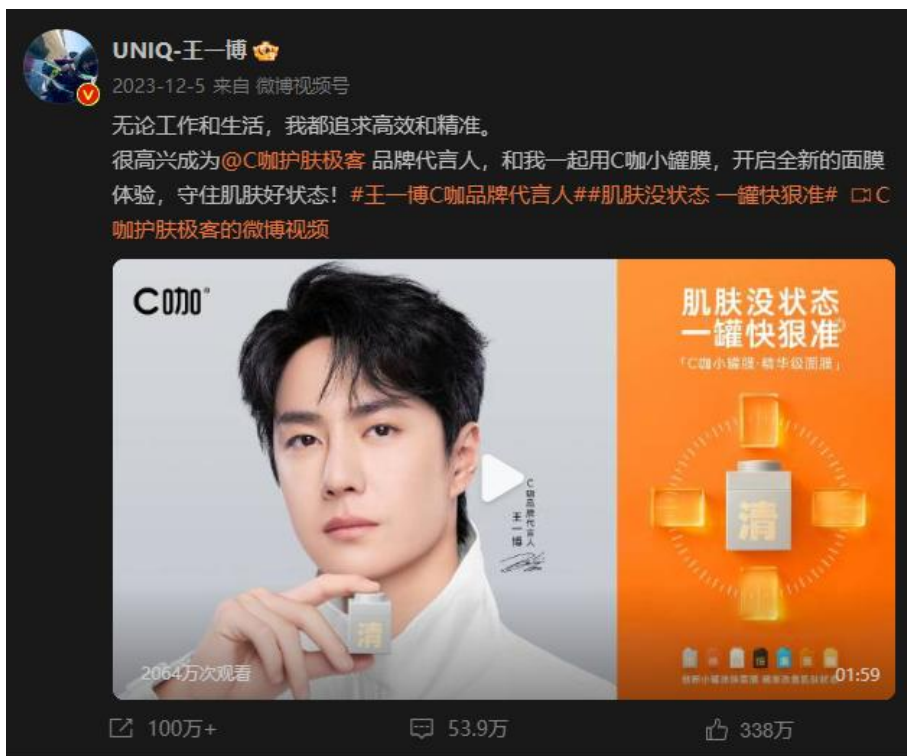 UNIQ-王一博
2023-12-5 来自 微博视频号
无论工作和生活，我都追求高效和精准。
很高兴成为@C咖护肤极客 品牌代言人，和我一起用C咖小罐膜，开启全新的面膜
体验，守住肌肤好状态！#王一博C咖品牌代言人##肌肤没状态 一罐快狠准# C
咖护肤极客的微博视频
C咖
肌肤没状态
一罐快狠准
「C咖小罐膜·精华级面膜」
C咖品牌代言人
王一博
清
清
2064万次观看
01:59
100万+
53.9万
338万